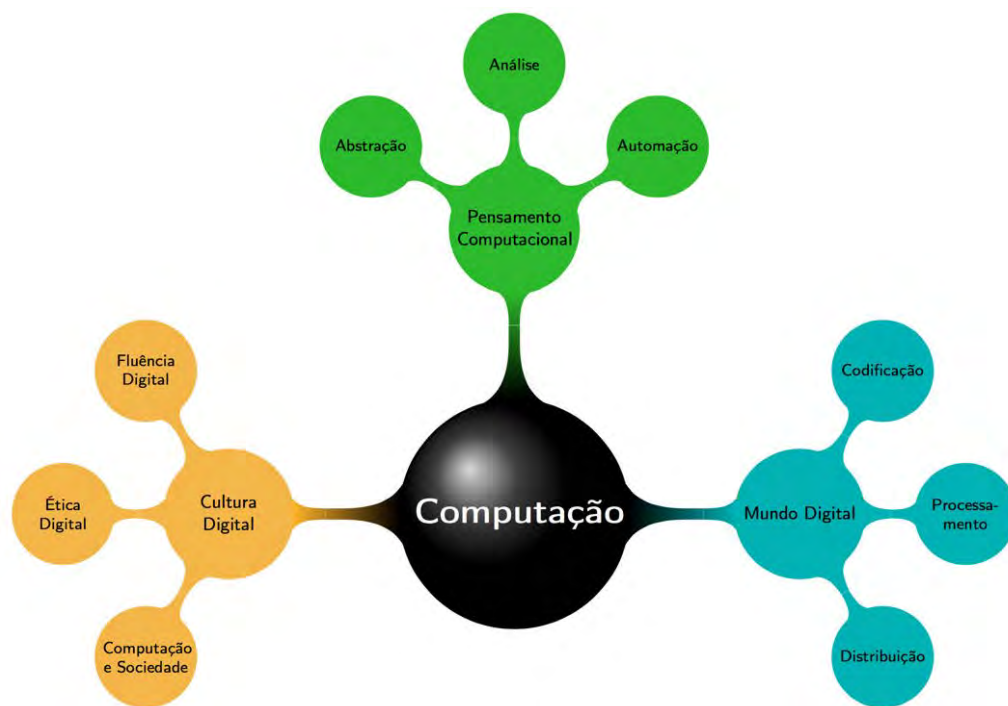 Análise
Abstração
Automação
Pensamento
Computacional
Fluência
Digital
Codificação
Ética
Digital
Cultura
Digital
Computação
Mundo Digital
Processa-
mento
Computação
e Sociedade
Distribuição